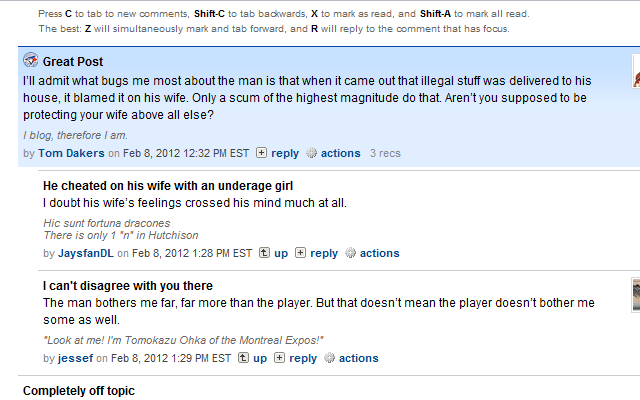 Press C to tab to new comments, Shift-C to tab backwards, X to mark as read, and Shift-A to mark all read.
The best: Z will simultaneously mark and tab forward, and R will reply to the comment that has focus.
Great Post
I'll admit what bugs me most about the man is that when it came out that illegal stuff was delivered to his
house, it blamed it on his wife. Only a scum of the highest magnitude do that. Aren't you supposed to be
protecting your wife above all else?
I blog, therefore I am.
by Tom Dakers on Feb 8, 2012 12:32 PM EST reply actions 3 recs
He cheated on his wife with an underage girl
I doubt his wife's feelings crossed his mind much at all.
Hic sunt fortuna dracones
There is only 1 "n" in Hutchison
by JaysfanDL on Feb 8, 2012 1:28 PM EST up reply actions
I can't disagree with you there
The man bothers me far, far more than the player. But that doesn't mean the player doesn't bother me
some as well.
"Look at me! I'm Tomokazu Ohka of the Montreal Expos!"
by jessef on Feb 8, 2012 1:29 PM EST up reply actions
Completely off topic